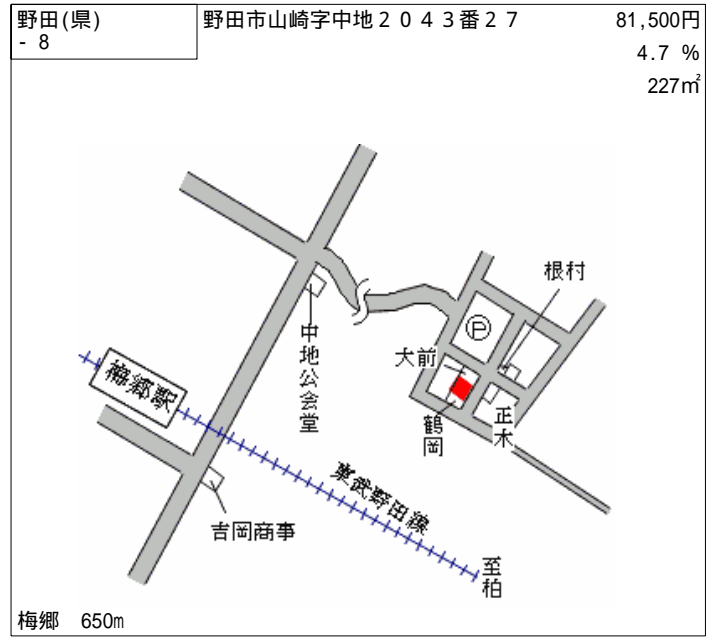 野田(県)
- 8
野田市山崎字中地２０４３番２７
81,500円
4.7 %
227㎡
根村
Ⓟ
大前
中地公会堂
梅郷駅
鶴岡
正木
東武野田線
吉岡商事
至柏
梅郷 650m